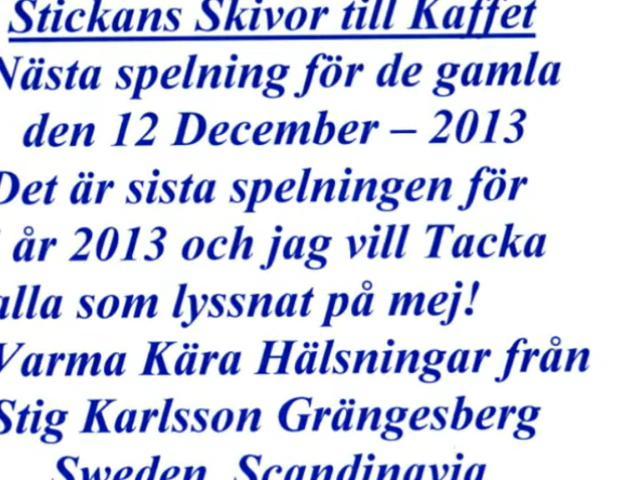 Stickans Skivor till Kaffet
Nästa spelning för de gamla
den 12 December – 2013
Det är sista spelningen för
år 2013 och jag vill Tacka
alla som lyssnat på mej!
Varma Kära Hälsningar från
Stig Karlsson Grängesberg
Sweden Scandinavia